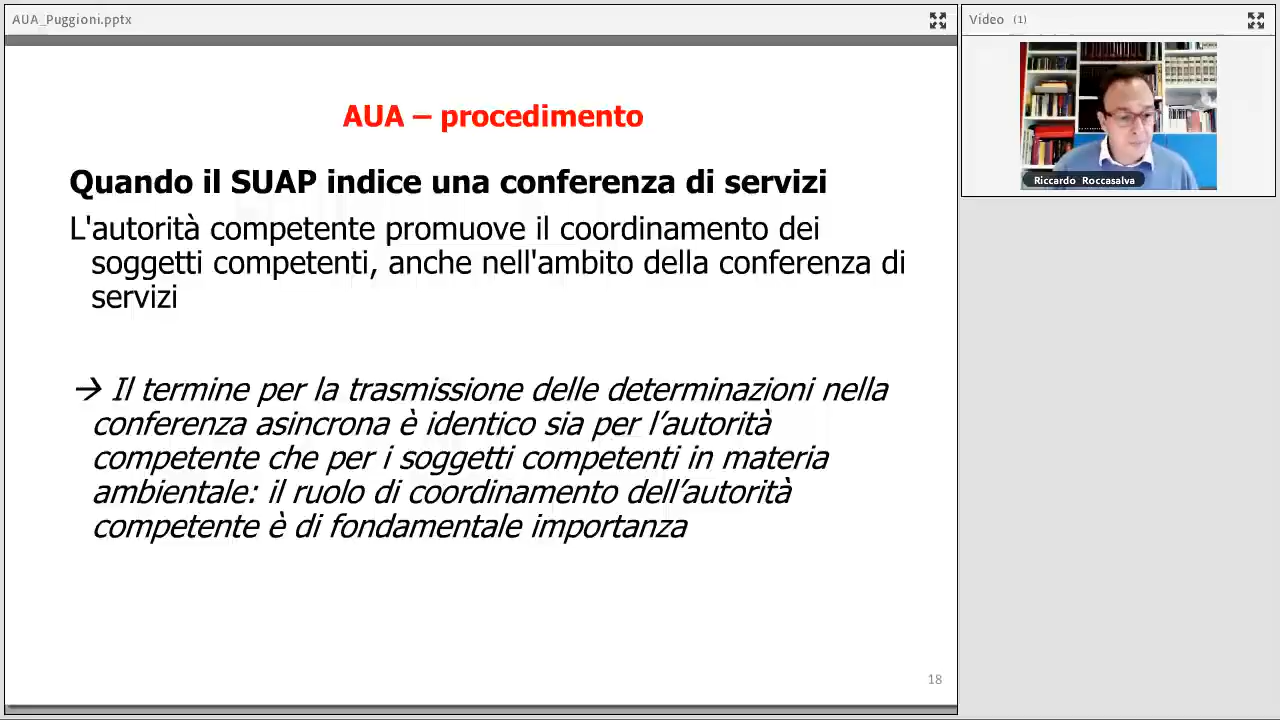 AUA_Puggioni.pptx
Video (1)
Riccardo Roccasalva
AUA – procedimento
Quando il SUAP indice una conferenza di servizi
L'autorità competente promuove il coordinamento dei
soggetti competenti, anche nell'ambito della conferenza di
servizi
→ Il termine per la trasmissione delle determinazioni nella
conferenza asincrona è identico sia per l’autorità
competente che per i soggetti competenti in materia
ambientale: il ruolo di coordinamento dell’autorità
competente è di fondamentale importanza
18